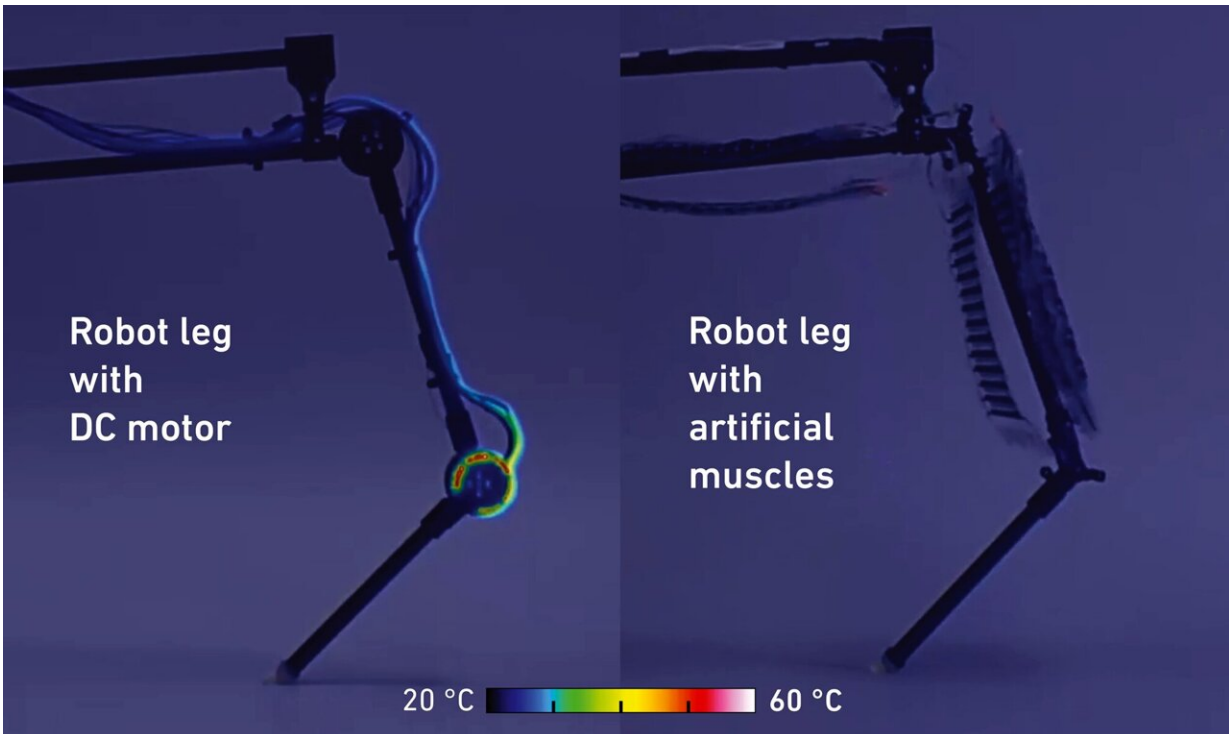 Robot leg
with
DC motor
Robot leg
with
artificial
muscles
20 °C
60 °C